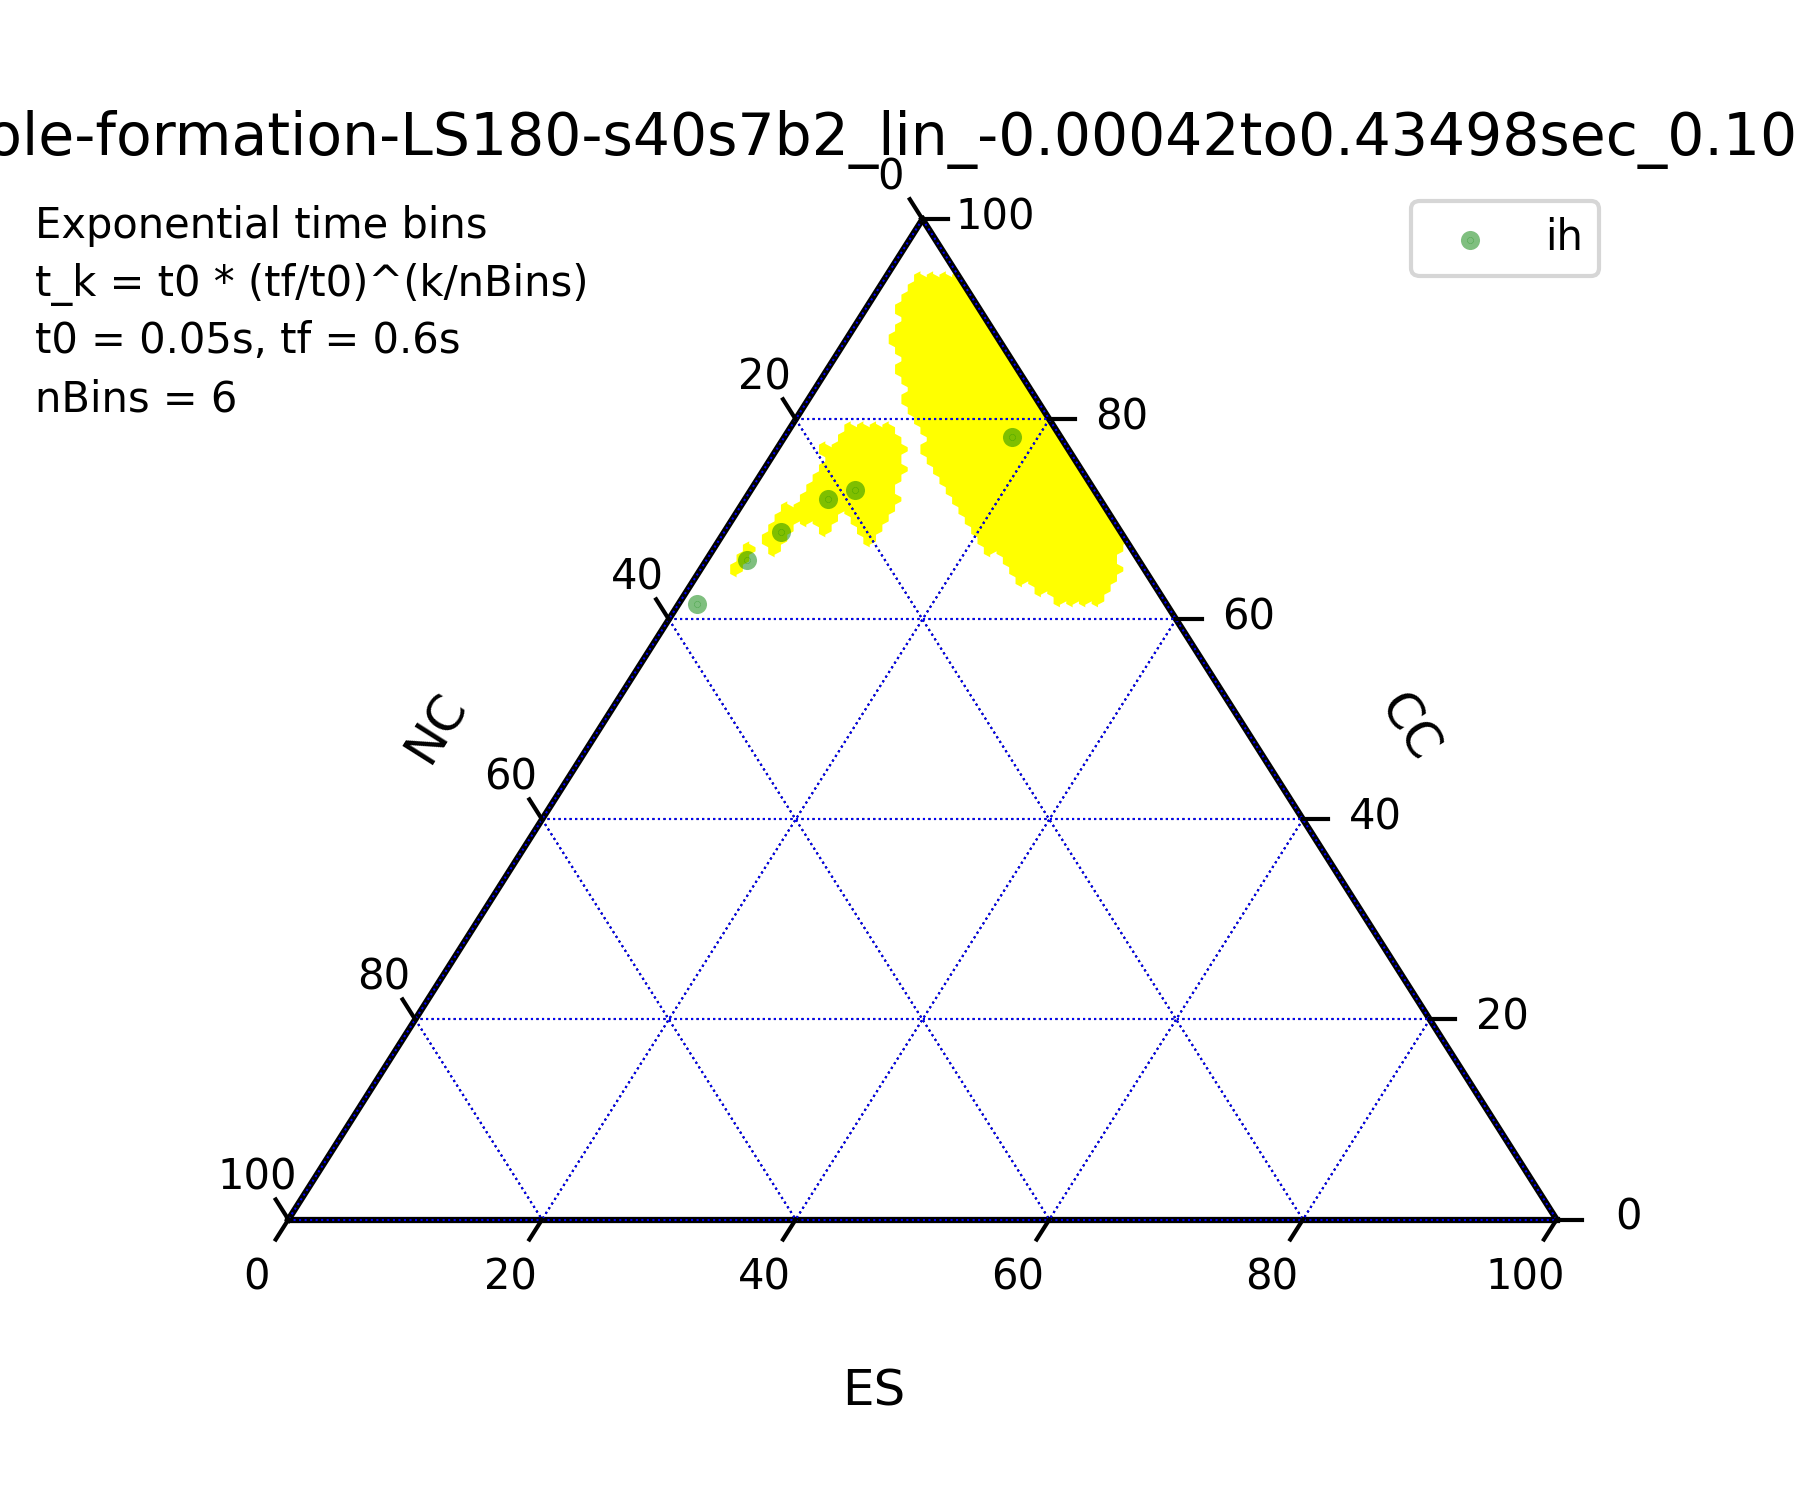 ole-formation-LS180-s40s7b2_lin_-0.00042to0.43498sec_0.10
Exponential time bins
t_k = t0 * (tf/t0)^(k/nBins)
t0 = 0.05s, tf = 0.6s
nBins = 6
ih
0
100
20
80
40
60
NC
CC
60
40
80
20
100
0
0
20
40
60
80
100
ES